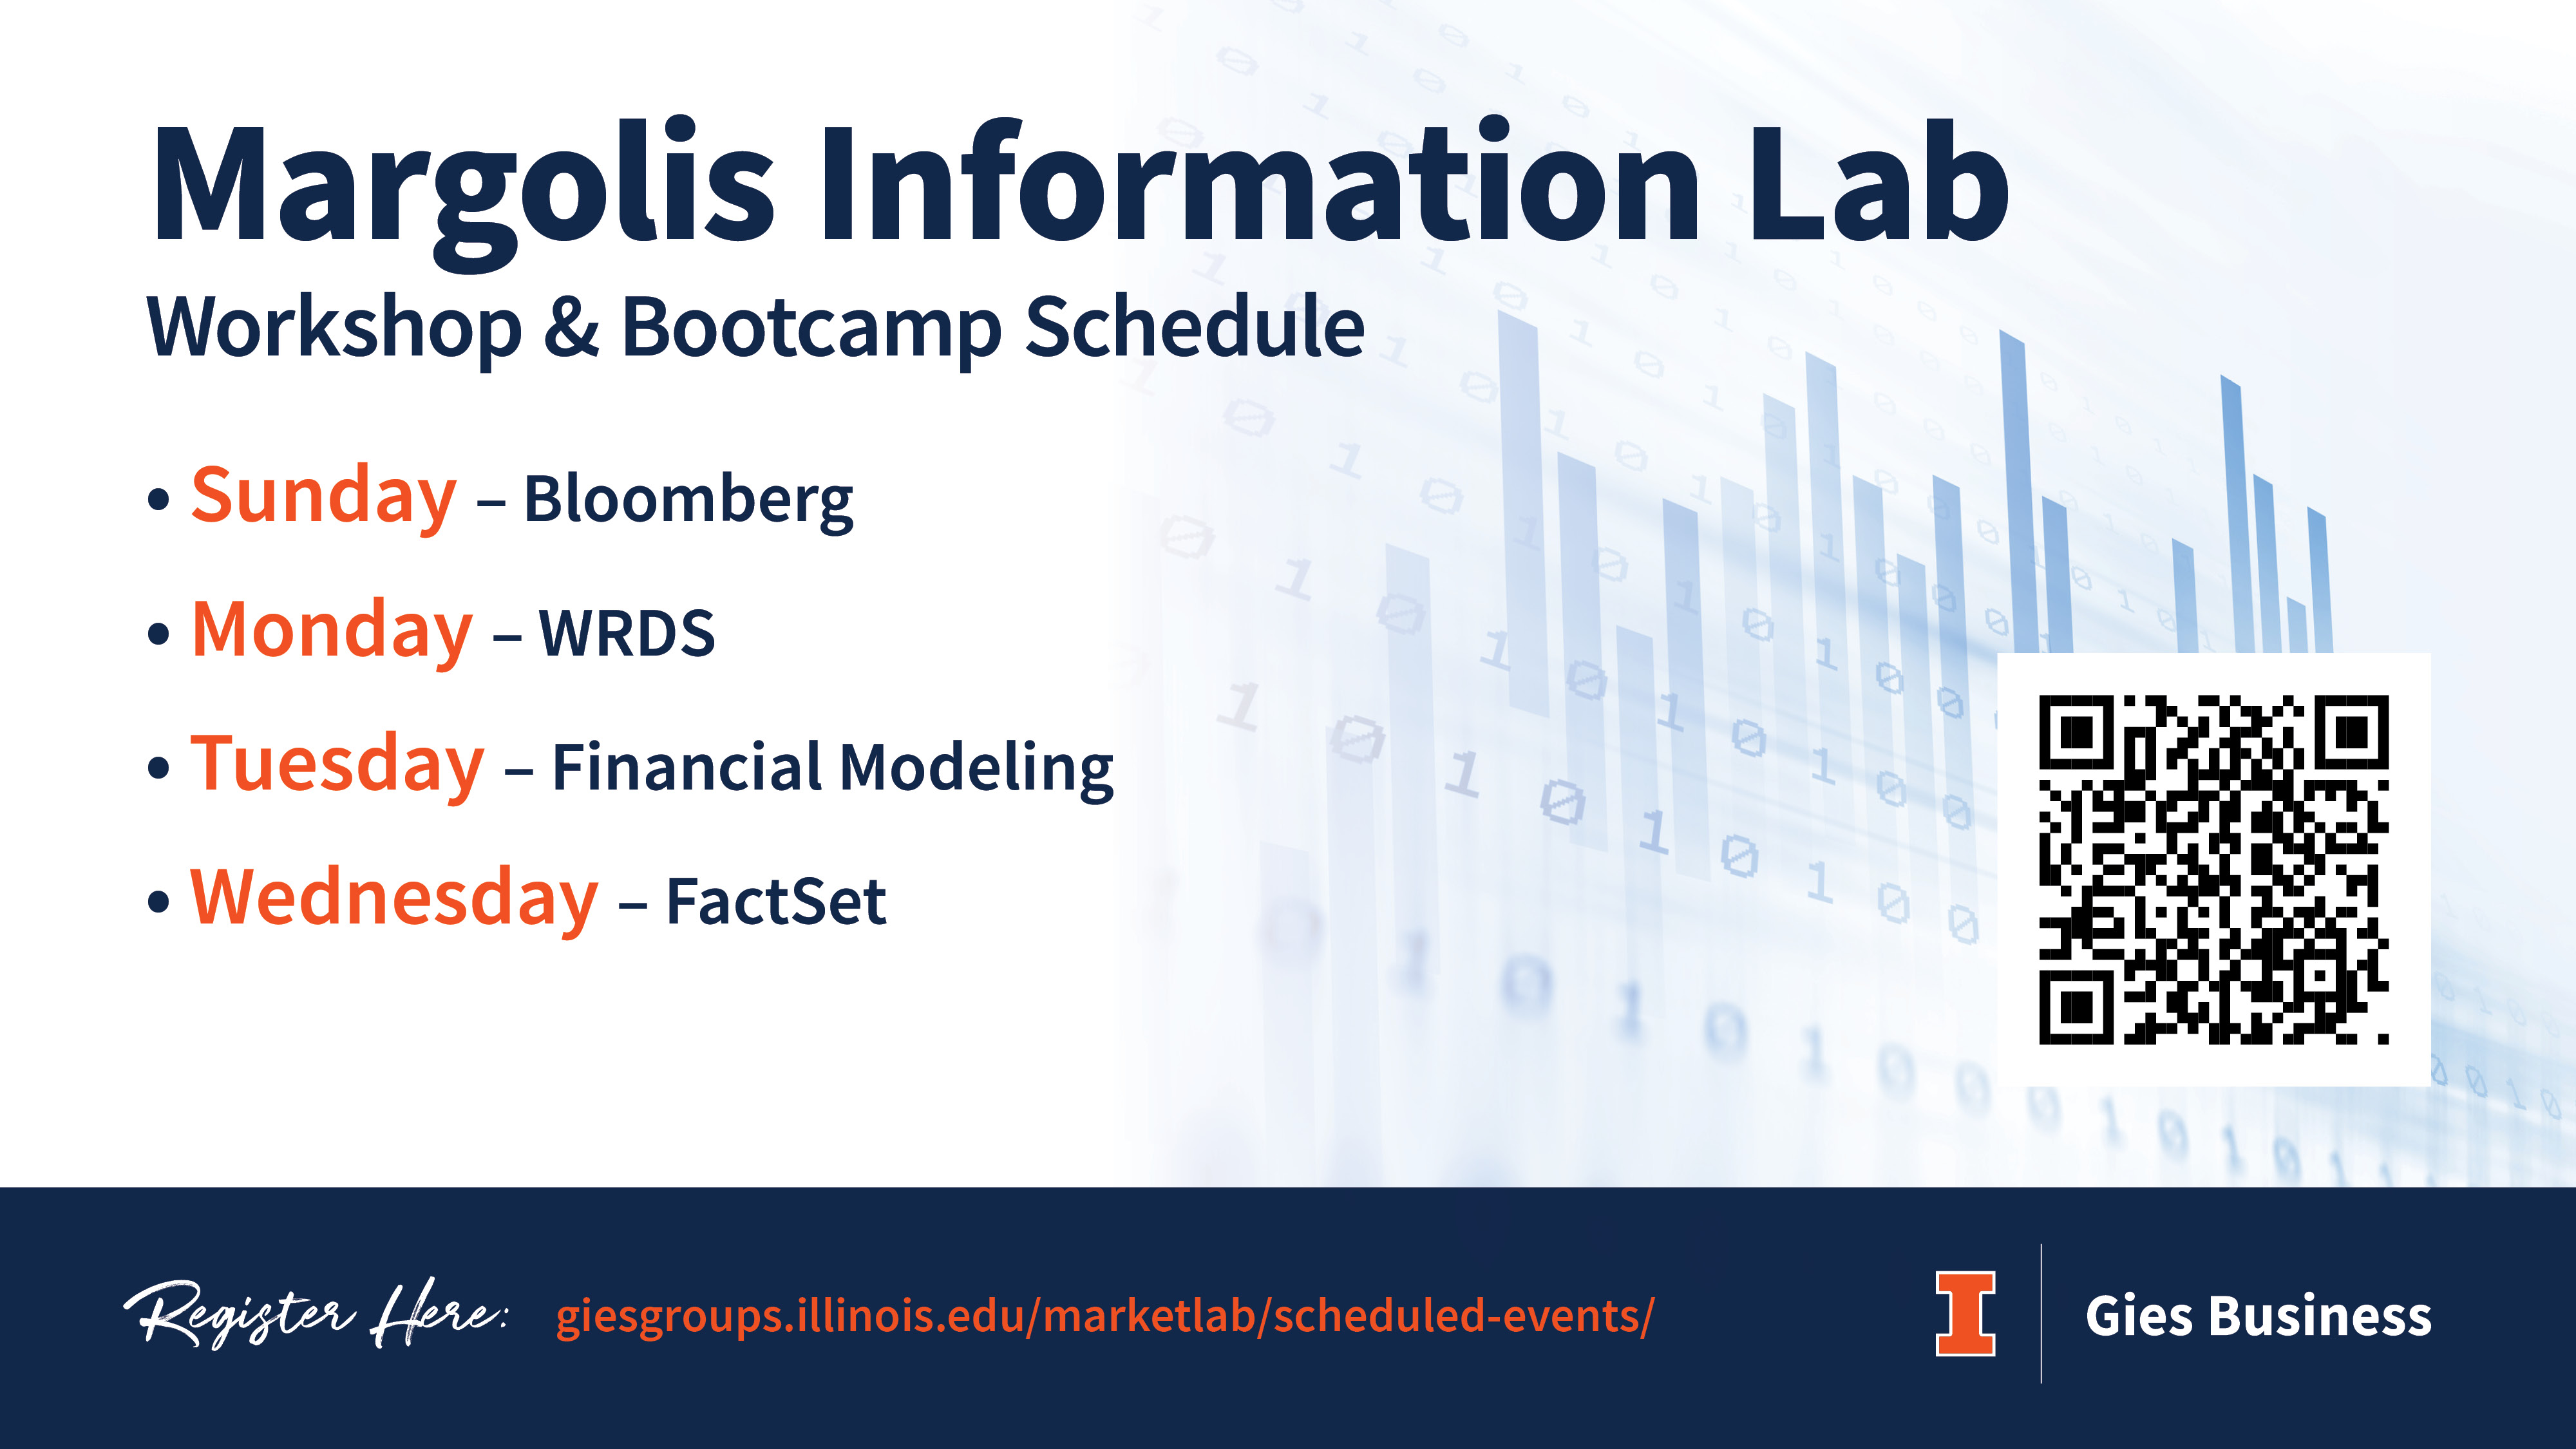 Margolis Information Lab
Workshop & Bootcamp Schedule
• Sunday – Bloomberg
• Monday – WRDS
• Tuesday – Financial Modeling
• Wednesday – FactSet
Register Here: giesgroups.illinois.edu/marketlab/scheduled-events/
I Gies Business